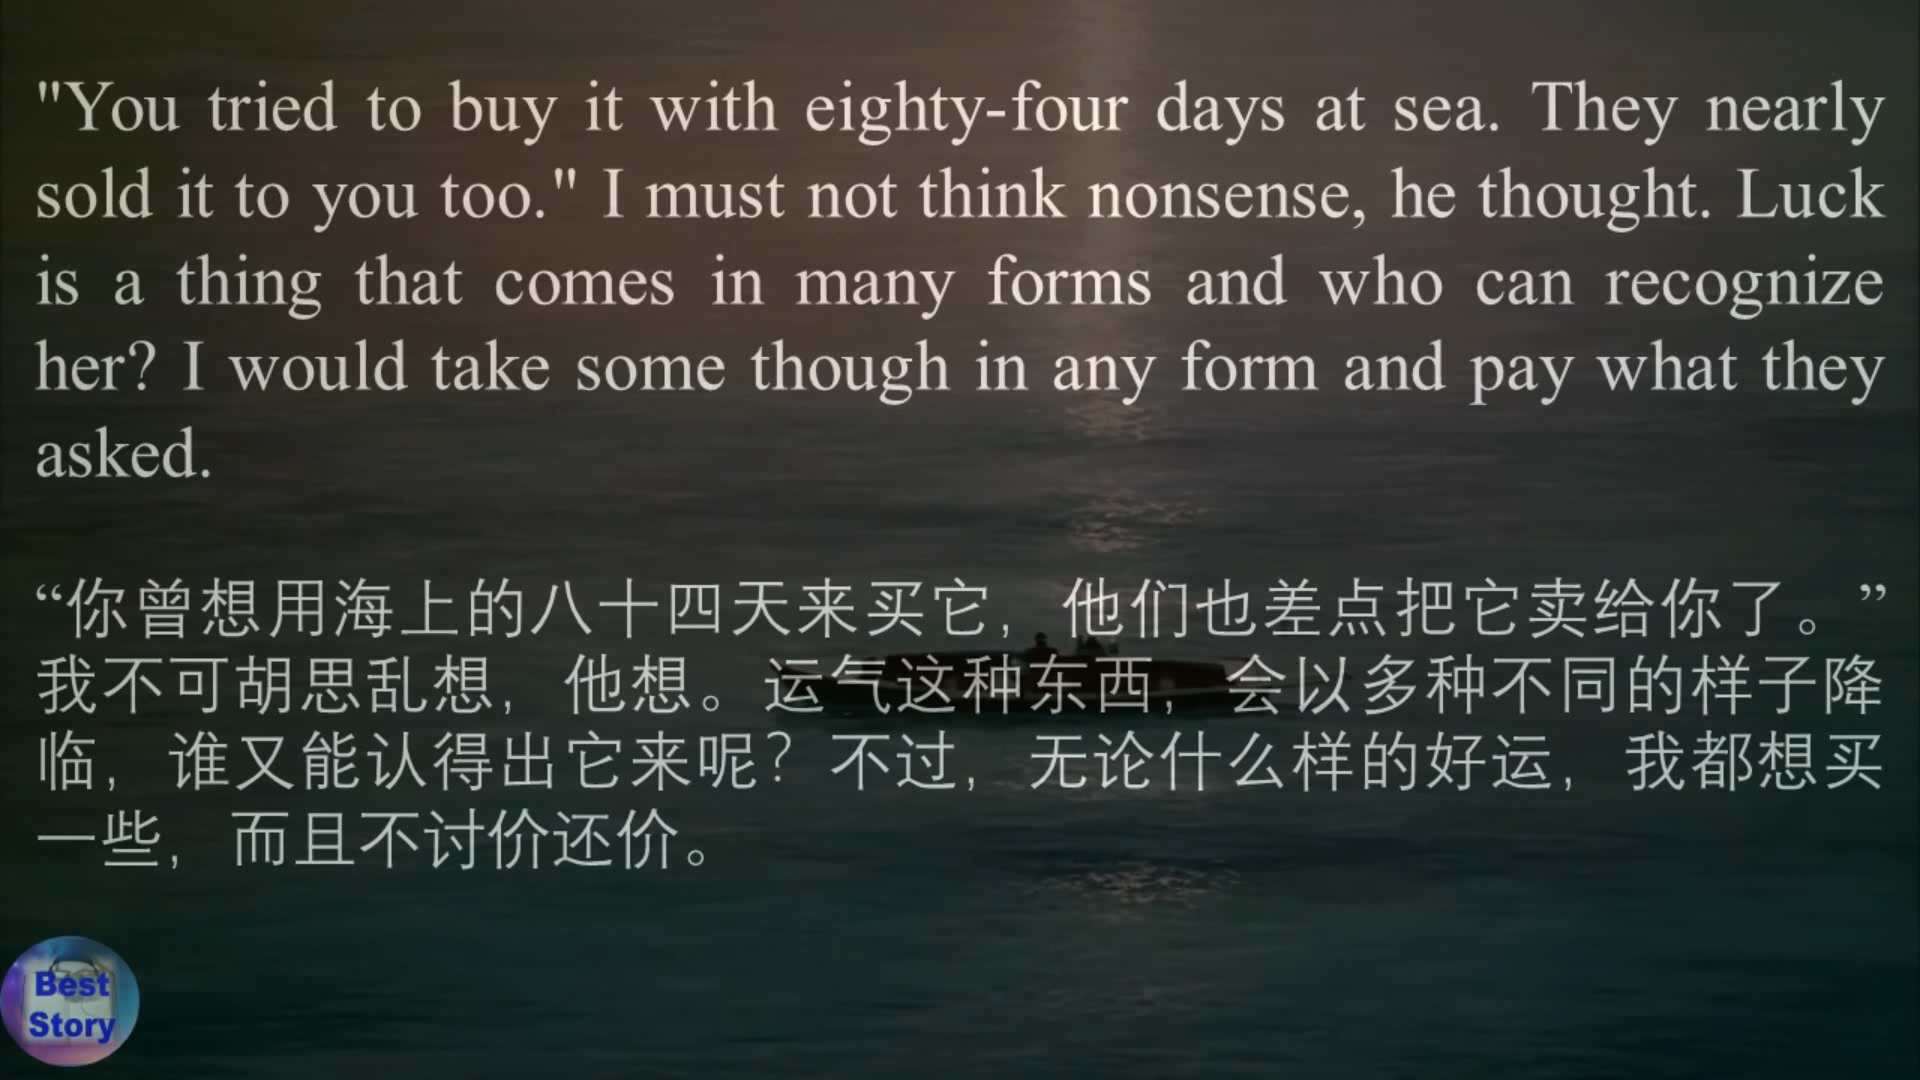 "You tried to buy it with eighty-four days at sea. They nearly
sold it to you too." I must not think nonsense, he thought. Luck
is a thing that comes in many forms and who can recognize
her? I would take some though in any form and pay what they
asked.
“你曾想用海上的八十四天来买它，他们也差点把它卖给你了。”
我不可胡思乱想，他想。运气这种东西，会以多种不同的样子降
临，谁又能认得出它来呢？不过，无论什么样的好运，我都想买
一些，而且不讨价还价。
Best
Story